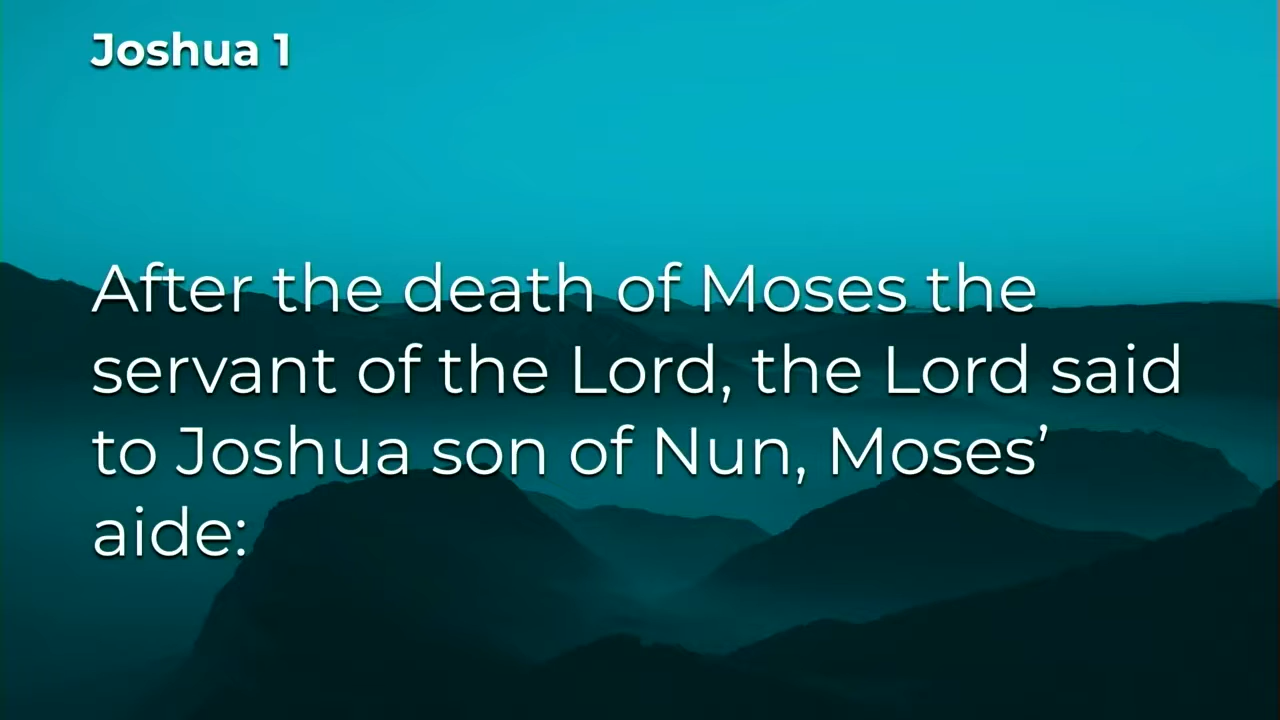 Joshua 1
After the death of Moses the
servant of the Lord, the Lord said
to Joshua son of Nun, Moses’
aide: